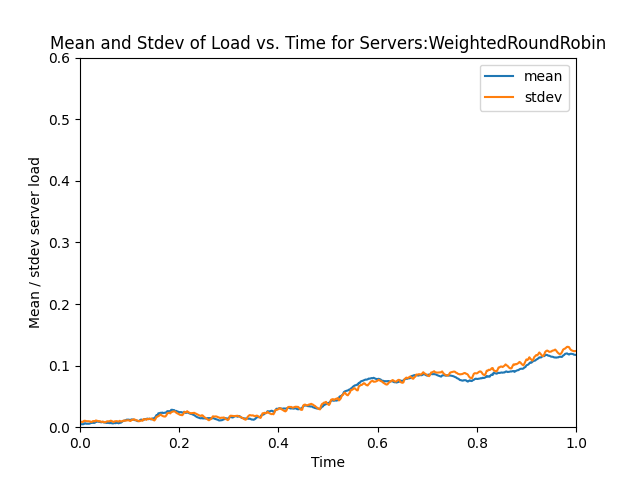 Mean and Stdev of Load vs. Time for Servers:WeightedRoundRobin
mean
stdev
Mean / stdev server load
0.6
0.5
0.4
0.3
0.2
0.1
0.0
0.0 0.2 0.4 0.6 0.8 1.0
Time